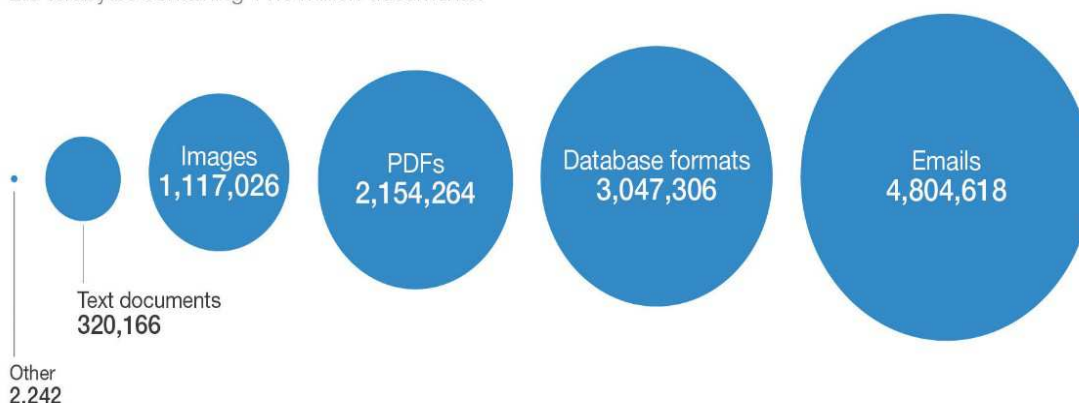 Images
1,117,026
PDFs
2,154,264
Database formats
3,047,306
Emails
4,804,618
Text documents
320,166
Other
2,242